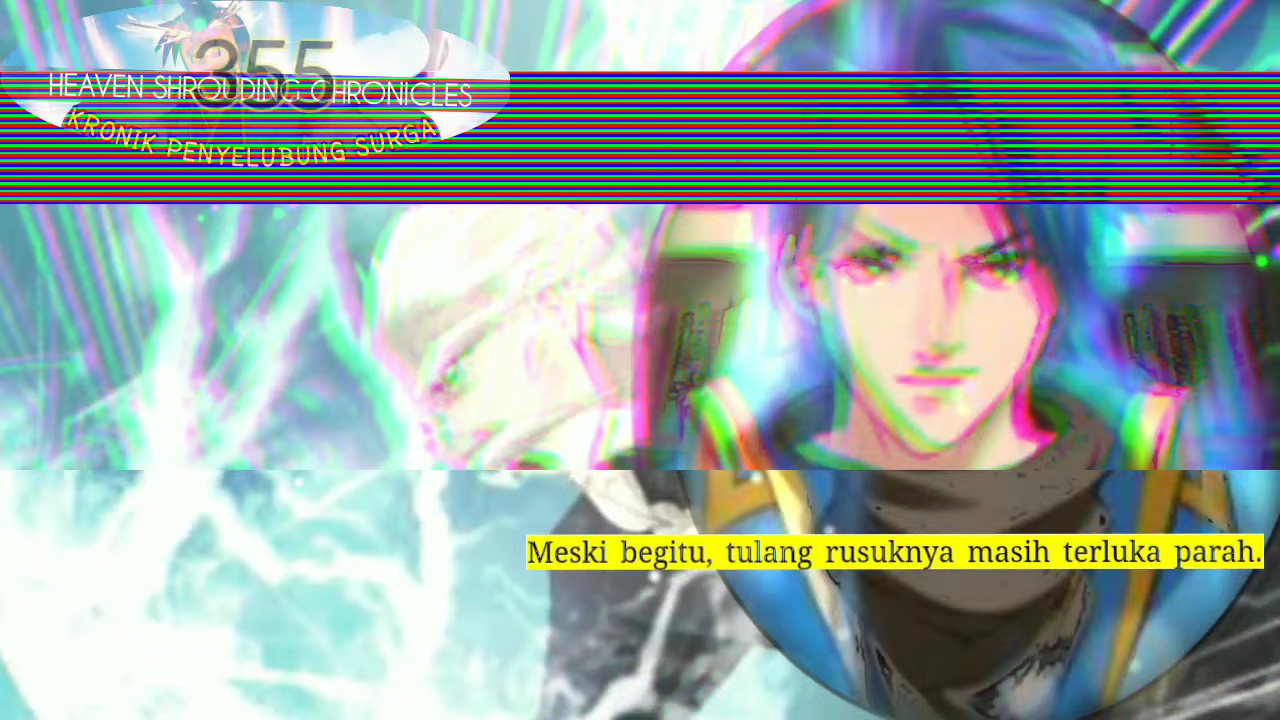 355
HEAVEN SHROUDING CHRONICLES
KRONIK PENYELUBUNG SURGA
Meski begitu, tulang rusuknya masih terluka parah.